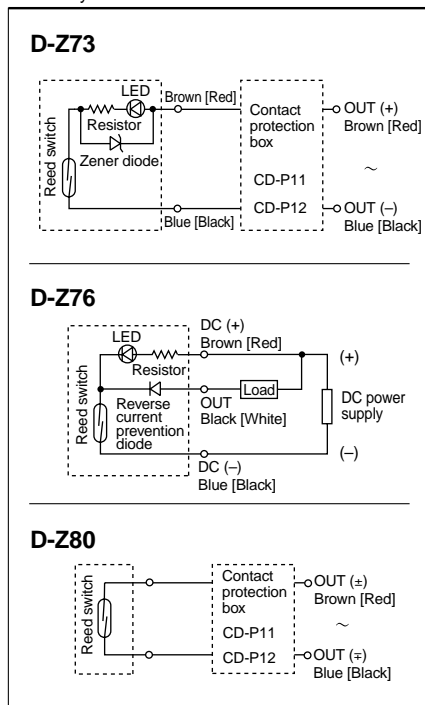 D-Z73
LED
Brown [Red]
Resistor
Zener diode
Reed switch
Blue [Black]
Contact
protection
box
CD-P11
CD-P12
OUT (+)
Brown [Red]
~
OUT (–)
Blue [Black]
D-Z76
LED
DC (+)
Brown [Red]
Resistor
(+)
Load
OUT
Black [White]
Reverse
current
prevention
diode
Reed switch
DC power
supply
(–)
DC (–)
Blue [Black]
D-Z80
Reed switch
Contact
protection
box
CD-P11
CD-P12
OUT (±)
Brown [Red]
~
OUT (∓)
Blue [Black]